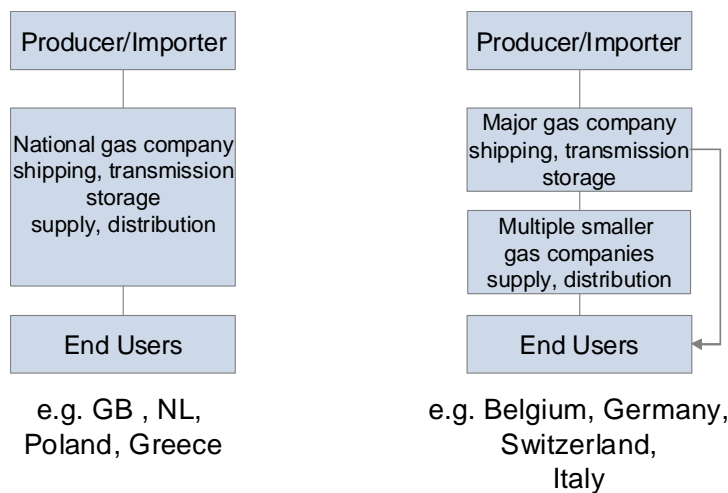 Producer/Importer
National gas company
shipping, transmission
storage
supply, distribution
End Users
e.g. GB , NL,
Poland, Greece
Producer/Importer
Major gas company
shipping, transmission
storage
Multiple smaller
gas companies
supply, distribution
End Users
e.g. Belgium, Germany,
Switzerland,
Italy